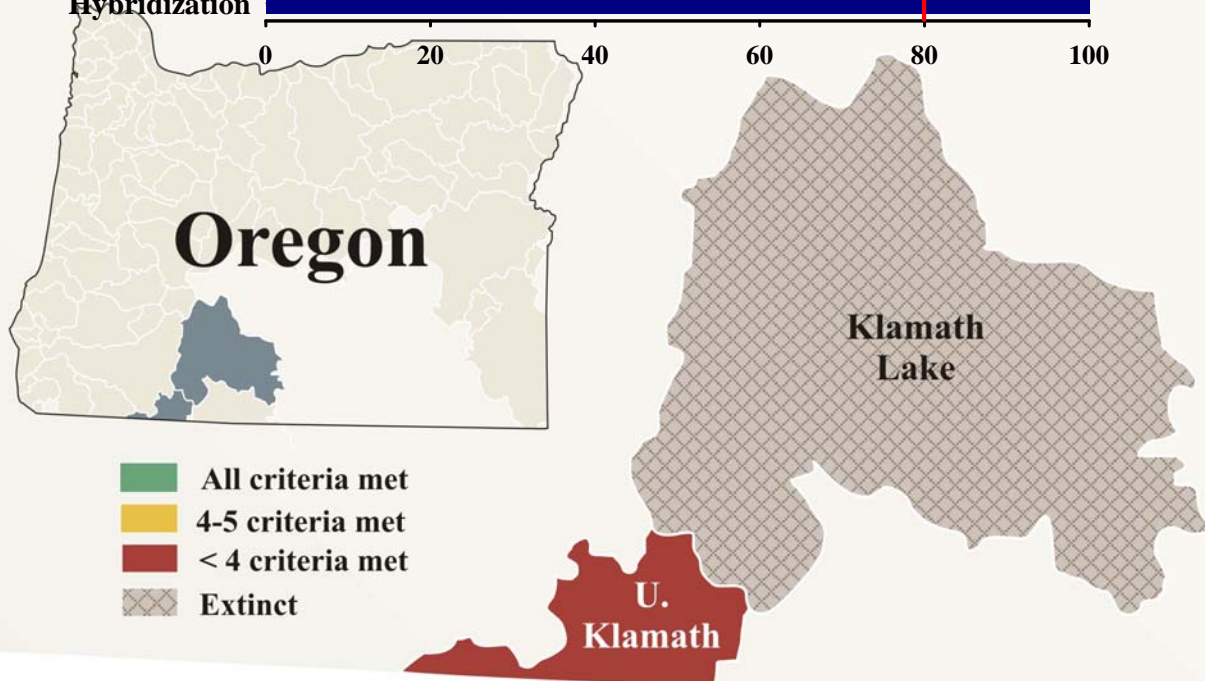 Hybridization
0 20 40 60 80 100
Oregon
Klamath
Lake
All criteria met
4-5 criteria met
< 4 criteria met
Extinct
U.
Klamath